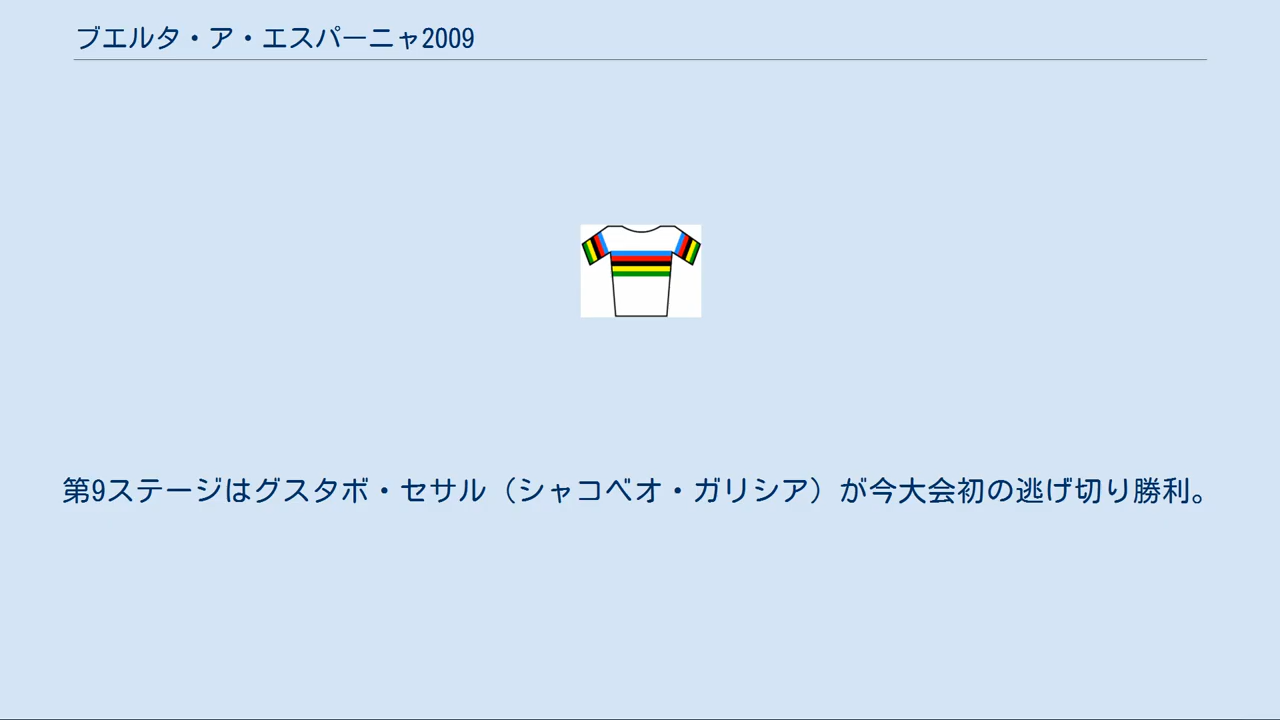 ブエルタ・ア・エスパーニャ2009
第9ステージはグスタボ・セサル（シャコベオ・ガリシア）が今大会初の逃げ切り勝利。